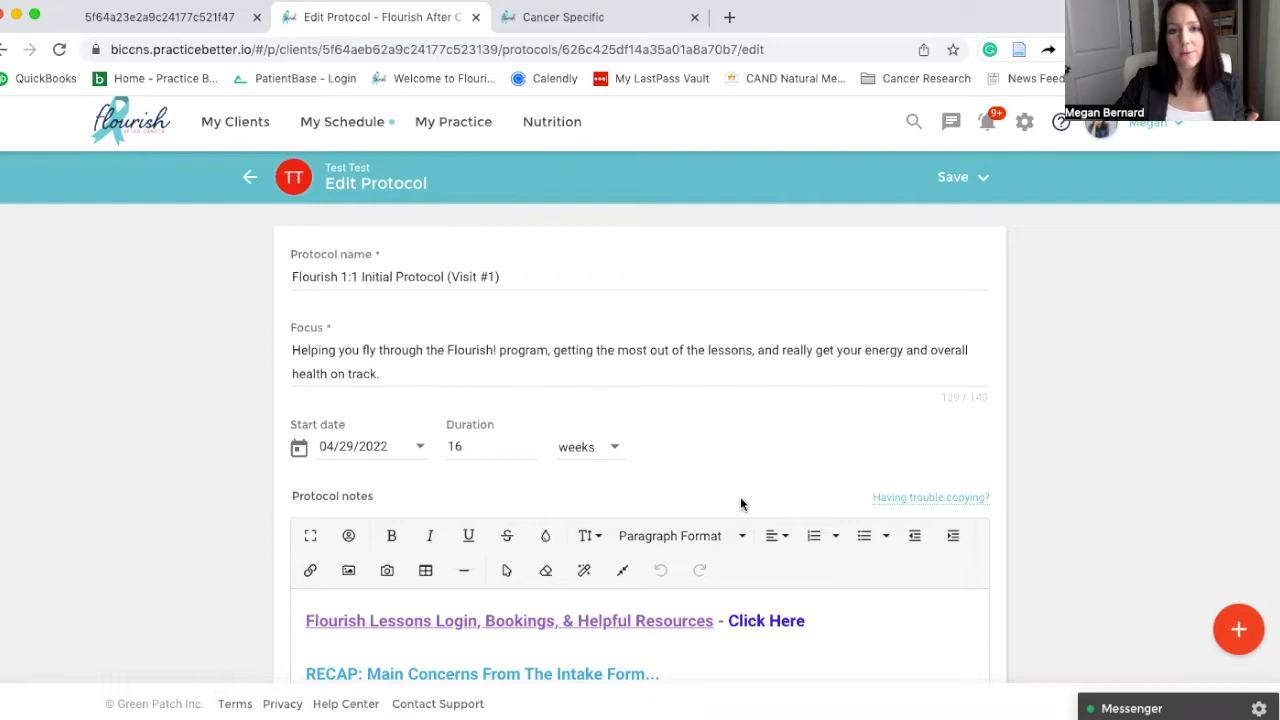 5f64a23e2a9c24177c521f47
Edit Protocol - Flourish After C
Cancer Specific
biccns.practicebetter.io/#/p/clients/5f64aeb62a9c24177c523139/protocols/626c425df14a35a01a8a70b7/edit
QuickBooks
Home - Practice B...
PatientBase - Login
Welcome to Flouri...
Calendly
My LastPass Vault
CAND Natural Me...
Cancer Research
News Feed
Megan Bernard
flourish
AFTER CANCER
My Clients
My Schedule
My Practice
Nutrition
9+
Megan
TT
Test Test
Edit Protocol
Save
Protocol name *
Flourish 1:1 Initial Protocol (Visit #1)
Focus *
Helping you fly through the Flourish! program, getting the most out of the lessons, and really get your energy and overall
health on track.
139 / 140
Start date
Duration
04/29/2022
16
weeks
Protocol notes
Having trouble copying?
Paragraph Format
Flourish Lessons Login, Bookings, & Helpful Resources - Click Here
RECAP: Main Concerns From The Intake Form...
© Green Patch Inc.
Terms
Privacy
Help Center
Contact Support
Messenger